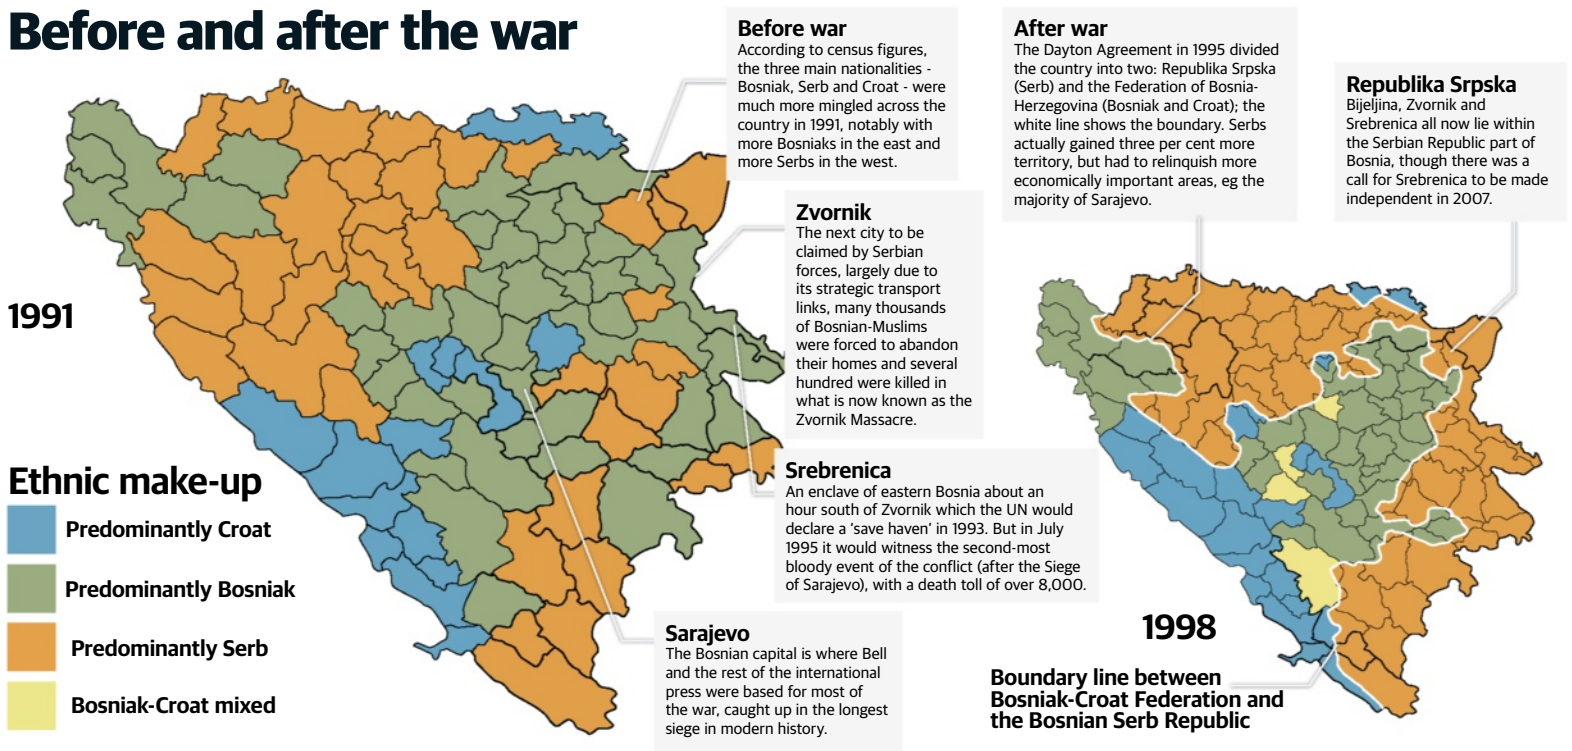 Before and after the war
Before war
According to census figures,
the three main nationalities -
Bosniak, Serb and Croat - were
much more mingled across the
country in 1991, notably with
more Bosniaks in the east and
more Serbs in the west.
After war
The Dayton Agreement in 1995 divided
the country into two: Republika Srpska
(Serb) and the Federation of Bosnia-
Herzegovina (Bosniak and Croat); the
white line shows the boundary. Serbs
actually gained three per cent more
territory, but had to relinquish more
economically important areas, eg the
majority of Sarajevo.
Republika Srpska
Bijeljina, Zvornik and
Srebrenica all now lie within
the Serbian Republic part of
Bosnia, though there was a
call for Srebrenica to be made
independent in 2007.
Zvornik
The next city to be
claimed by Serbian
forces, largely due to
its strategic transport
links, many thousands
of Bosnian-Muslims
were forced to abandon
their homes and several
hundred were killed in
what is now known as the
Zvornik Massacre.
1991
Srebrenica
An enclave of eastern Bosnia about an
hour south of Zvornik which the UN would
declare a ‘save haven’ in 1993. But in July
1995 it would witness the second-most
bloody event of the conflict (after the Siege
of Sarajevo), with a death toll of over 8,000.
Ethnic make-up
Predominantly Croat
Predominantly Bosniak
Predominantly Serb
Bosniak-Croat mixed
Sarajevo
The Bosnian capital is where Bell
and the rest of the international
press were based for most of
the war, caught up in the longest
siege in modern history.
1998
Boundary line between
Bosniak-Croat Federation and
the Bosnian Serb Republic